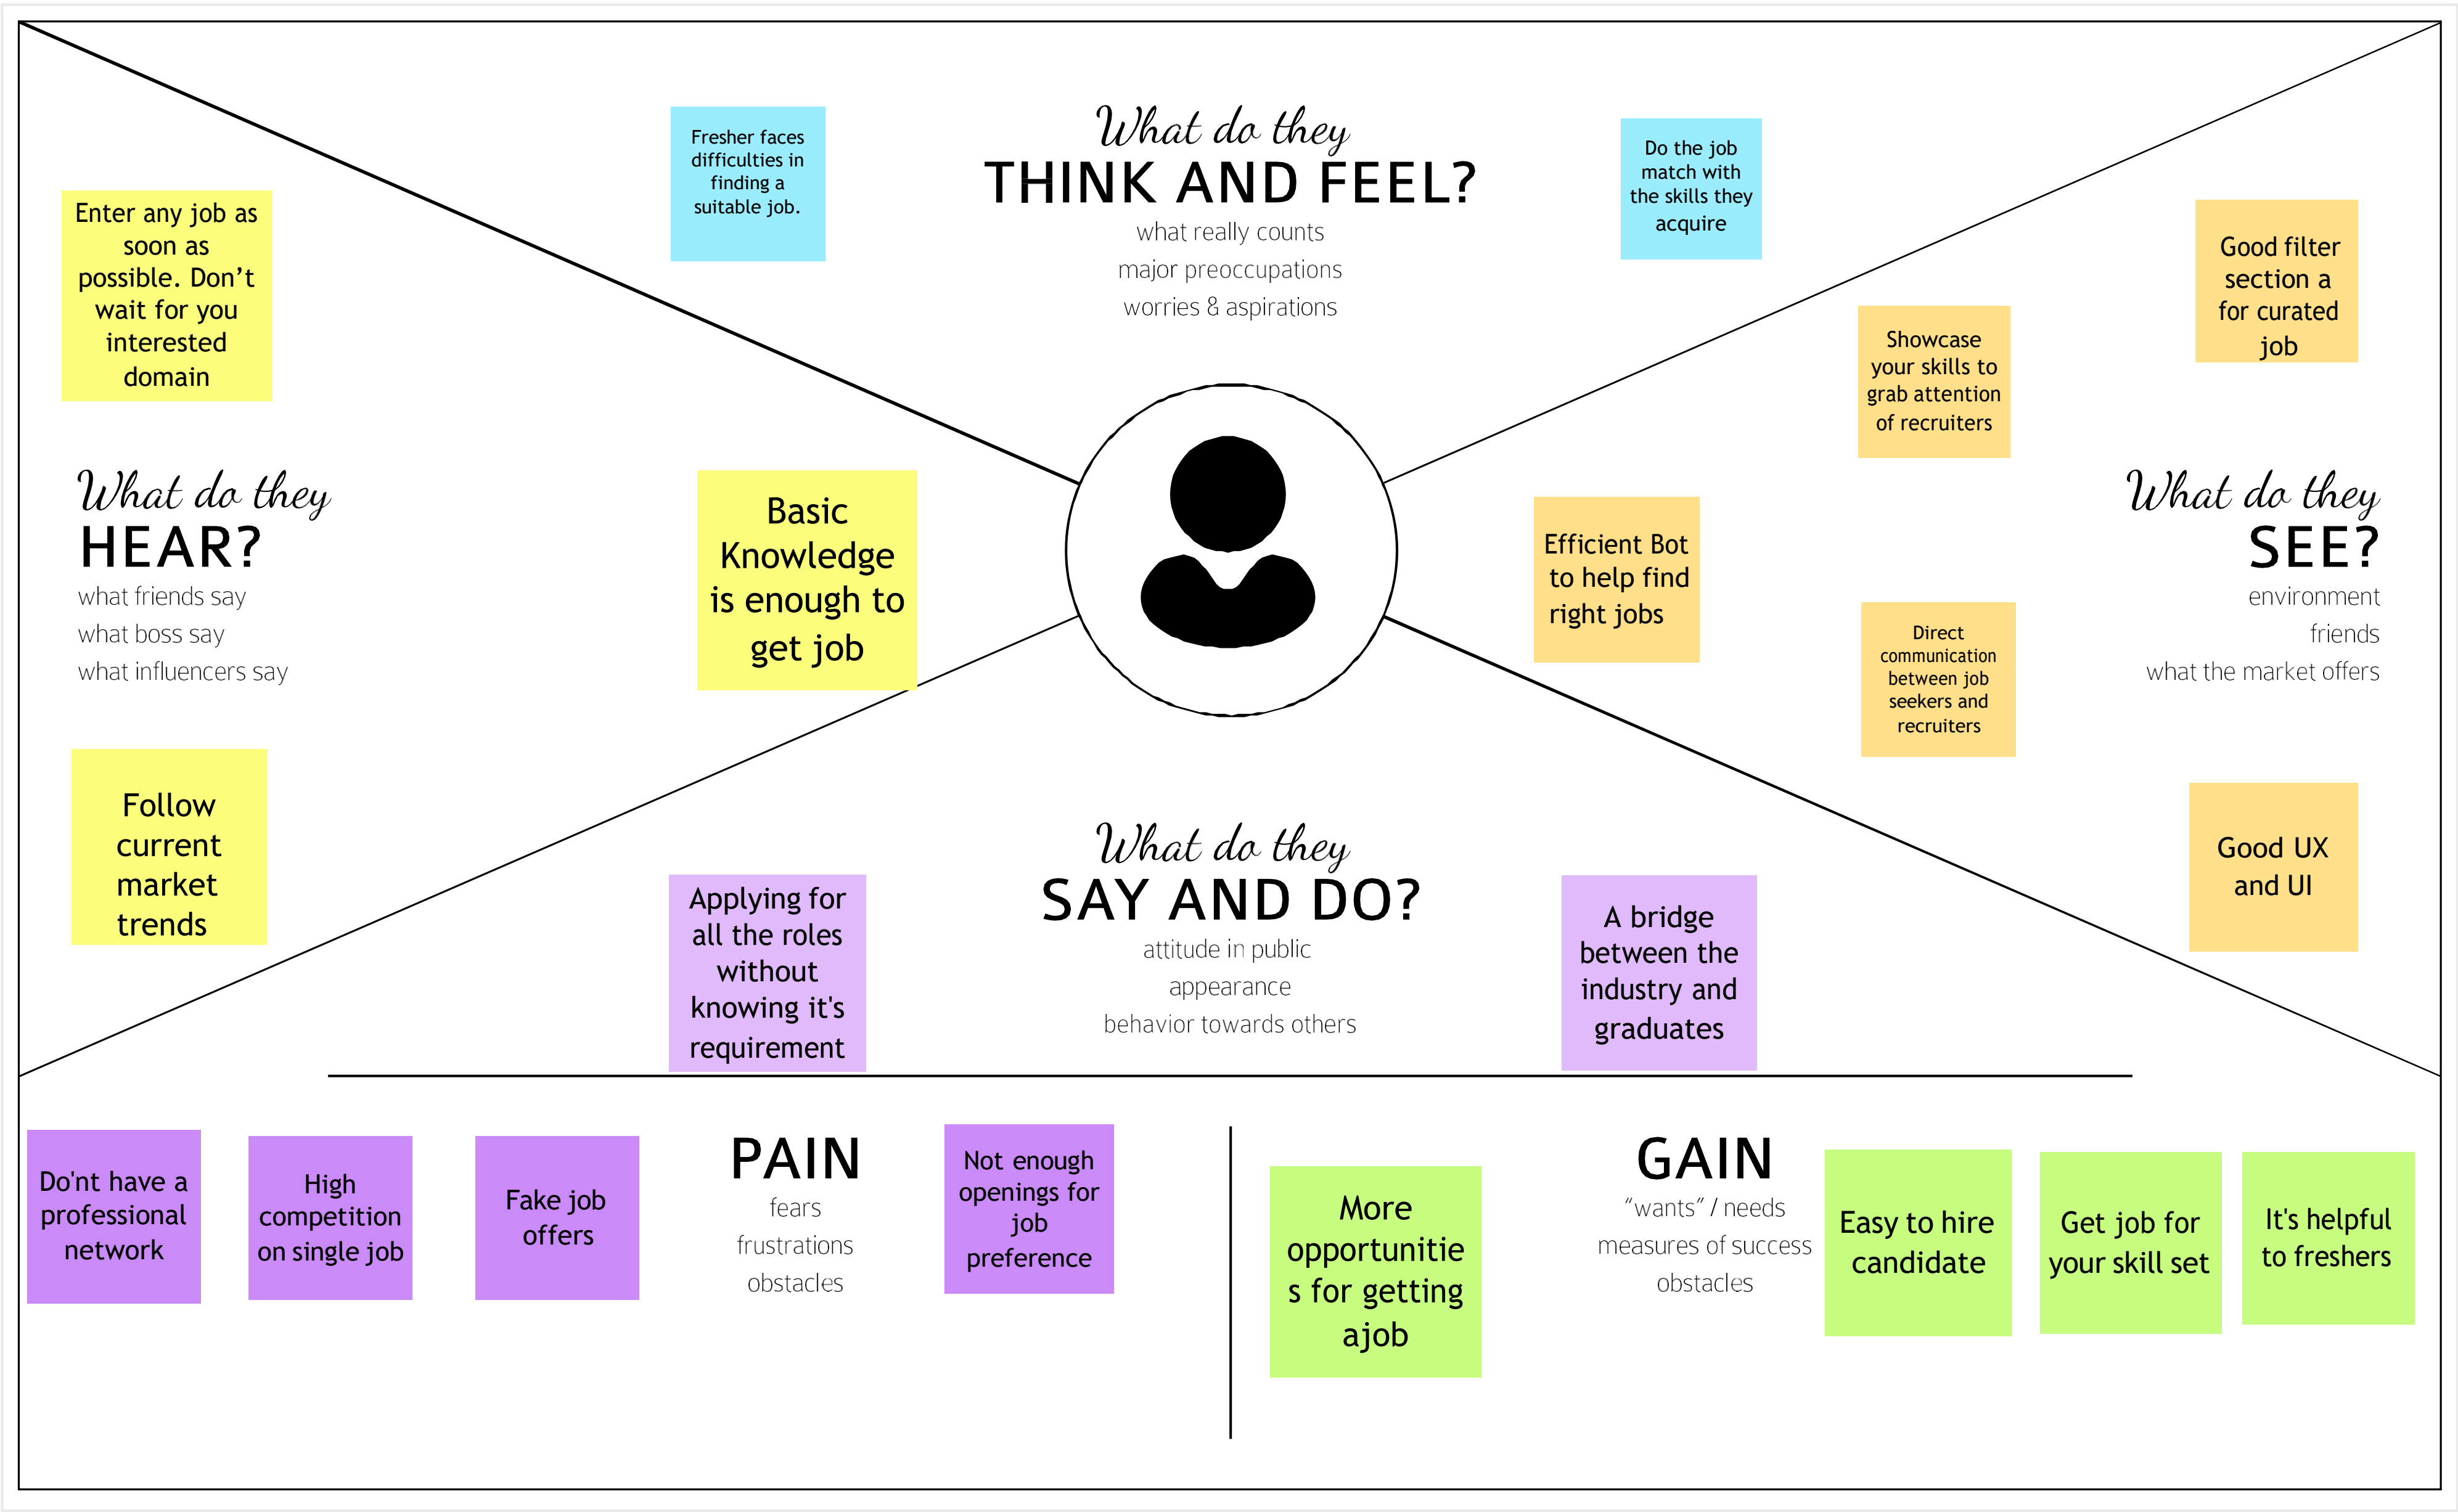 What do they
THINK AND FEEL?
what really counts
major preoccupations
worries & aspirations
Fresher faces
difficulties in
finding a
suitable job.
Do the job
match with
the skills they
acquire
Enter any job as
soon as
possible. Don’t
wait for you
interested
domain
What do they
HEAR?
what friends say
what boss say
what influencers say
Basic
Knowledge
is enough to
get job
Follow
current
market
trends
Good filter
section a
for curated
job
Showcase
your skills to
grab attention
of recruiters
Efficient Bot
to help find
right jobs
What do they
SEE?
environment
friends
what the market offers
Direct
communication
between job
seekers and
recruiters
Good UX
and UI
What do they
SAY AND DO?
attitude in public
appearance
behavior towards others
Applying for
all the roles
without
knowing it's
requirement
A bridge
between the
industry and
graduates
Do'nt have a
professional
network
High
competition
on single job
Fake job
offers
PAIN
fears
frustrations
obstacles
Not enough
openings for
job
preference
More
opportunitie
s for getting
ajob
GAIN
“wants” / needs
measures of success
obstacles
Easy to hire
candidate
Get job for
your skill set
It's helpful
to freshers